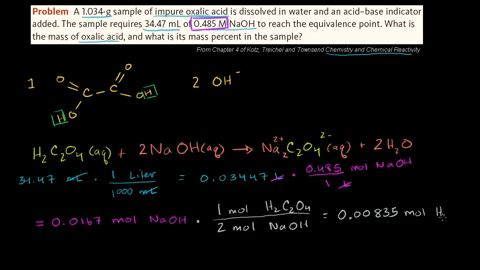 Problem A 1.034-g sample of impure oxalic acid is dissolved in water and an acid–base indicator
added. The sample requires 34.47 mL of 0.485 M NaOH to reach the equivalence point. What is
the mass of oxalic acid, and what is its mass percent in the sample?
From Chapter 4 of Kotz, Treichel and Townsend Chemistry and Chemical Reactivity
1 O O C C OH HO 2 OH⁻
H₂C₂O₄(aq) + 2NaOH(aq) → Na₂²⁺C₂O₄²⁻ + 2H₂O
34.47 mL · 1 Liter / 1000 mL = 0.03447 L · 0.485 mol NaOH / 1 L
= 0.0167 mol NaOH · 1 mol H₂C₂O₄ / 2 mol NaOH = 0.00835 mol H